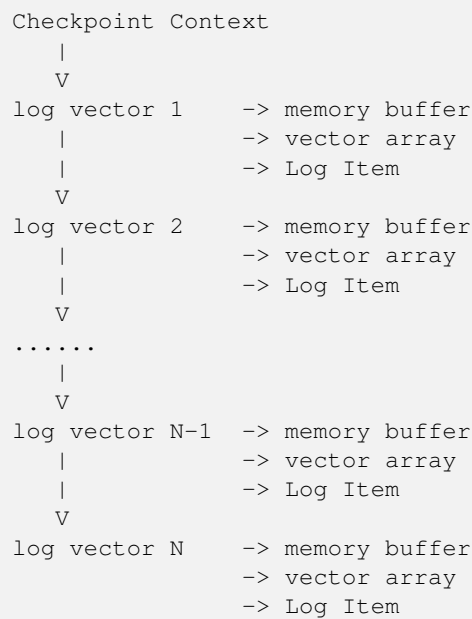 Checkpoint Context
   |
   V
log vector 1    -> memory buffer
   |            -> vector array
   |            -> Log Item
   V
log vector 2    -> memory buffer
   |            -> vector array
   |            -> Log Item
   V
......
   |
   V
log vector N-1  -> memory buffer
   |            -> vector array
   |            -> Log Item
   V
log vector N    -> memory buffer
                -> vector array
                -> Log Item